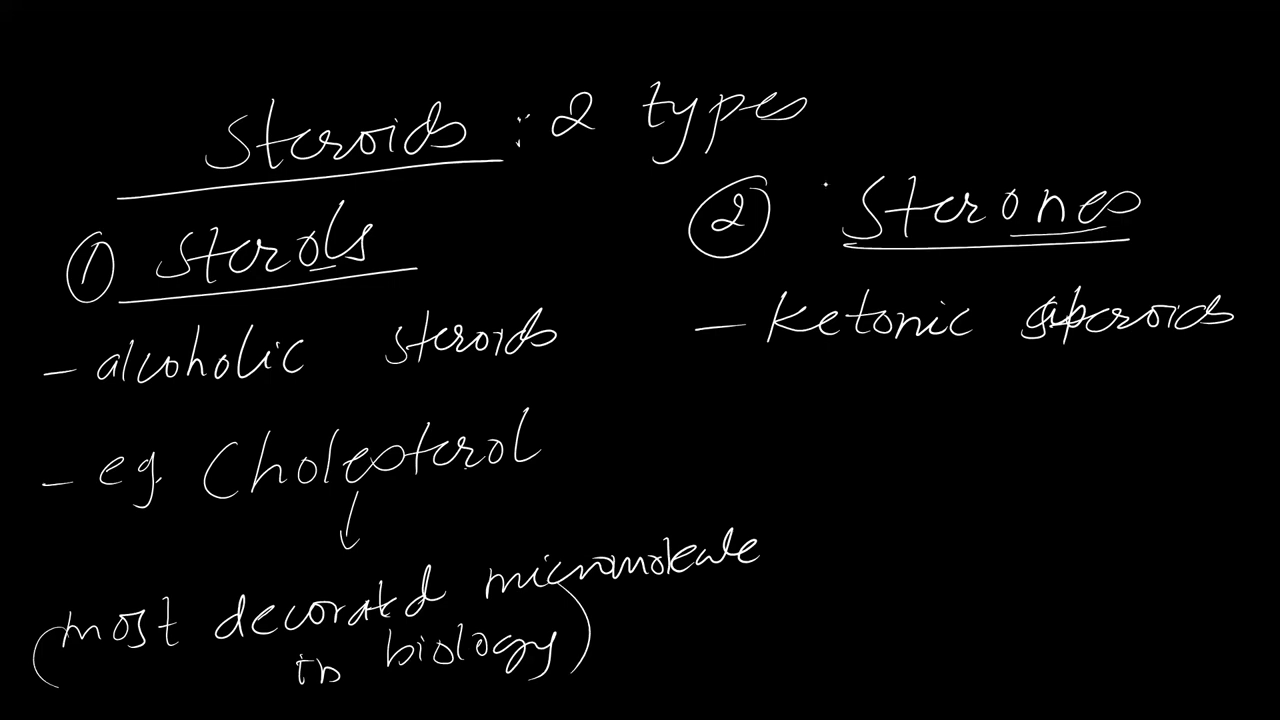 Steroids : 2 types
① Sterols
- alcoholic steroids
- eg. Cholesterol
↓
(most decorated micromolecule
in biology)
② Sterones
- Ketonic steroids